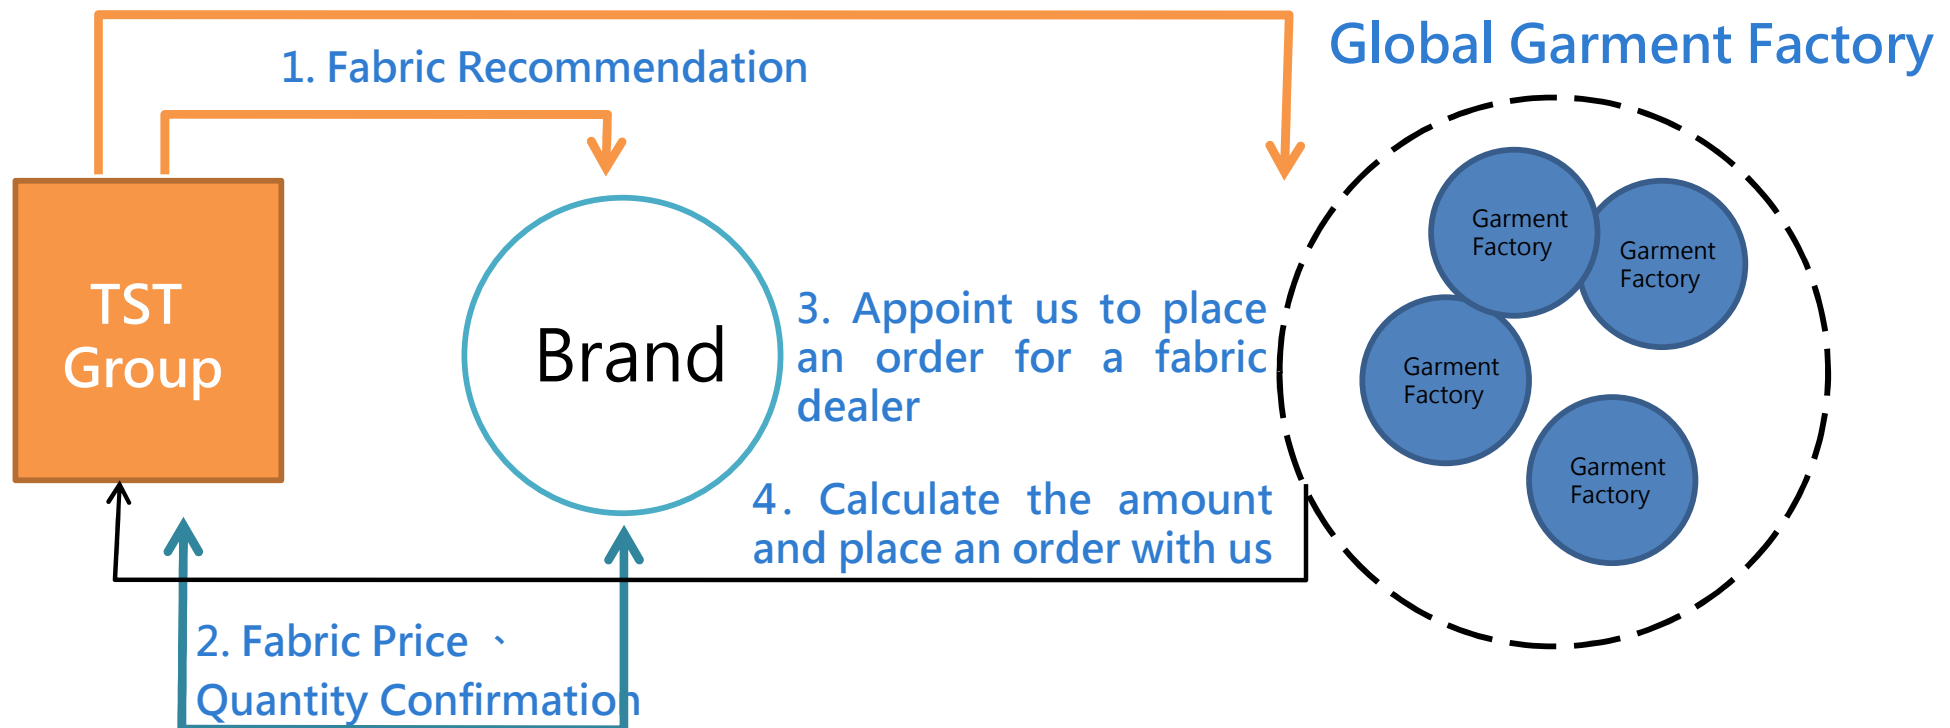 Global Garment Factory
1. Fabric Recommendation
TST
Group
Brand
3. Appoint us to place
an order for a fabric
dealer
4. Calculate the amount
and place an order with us
2. Fabric Price 、
Quantity Confirmation
Garment
Factory
Garment
Factory
Garment
Factory
Garment
Factory